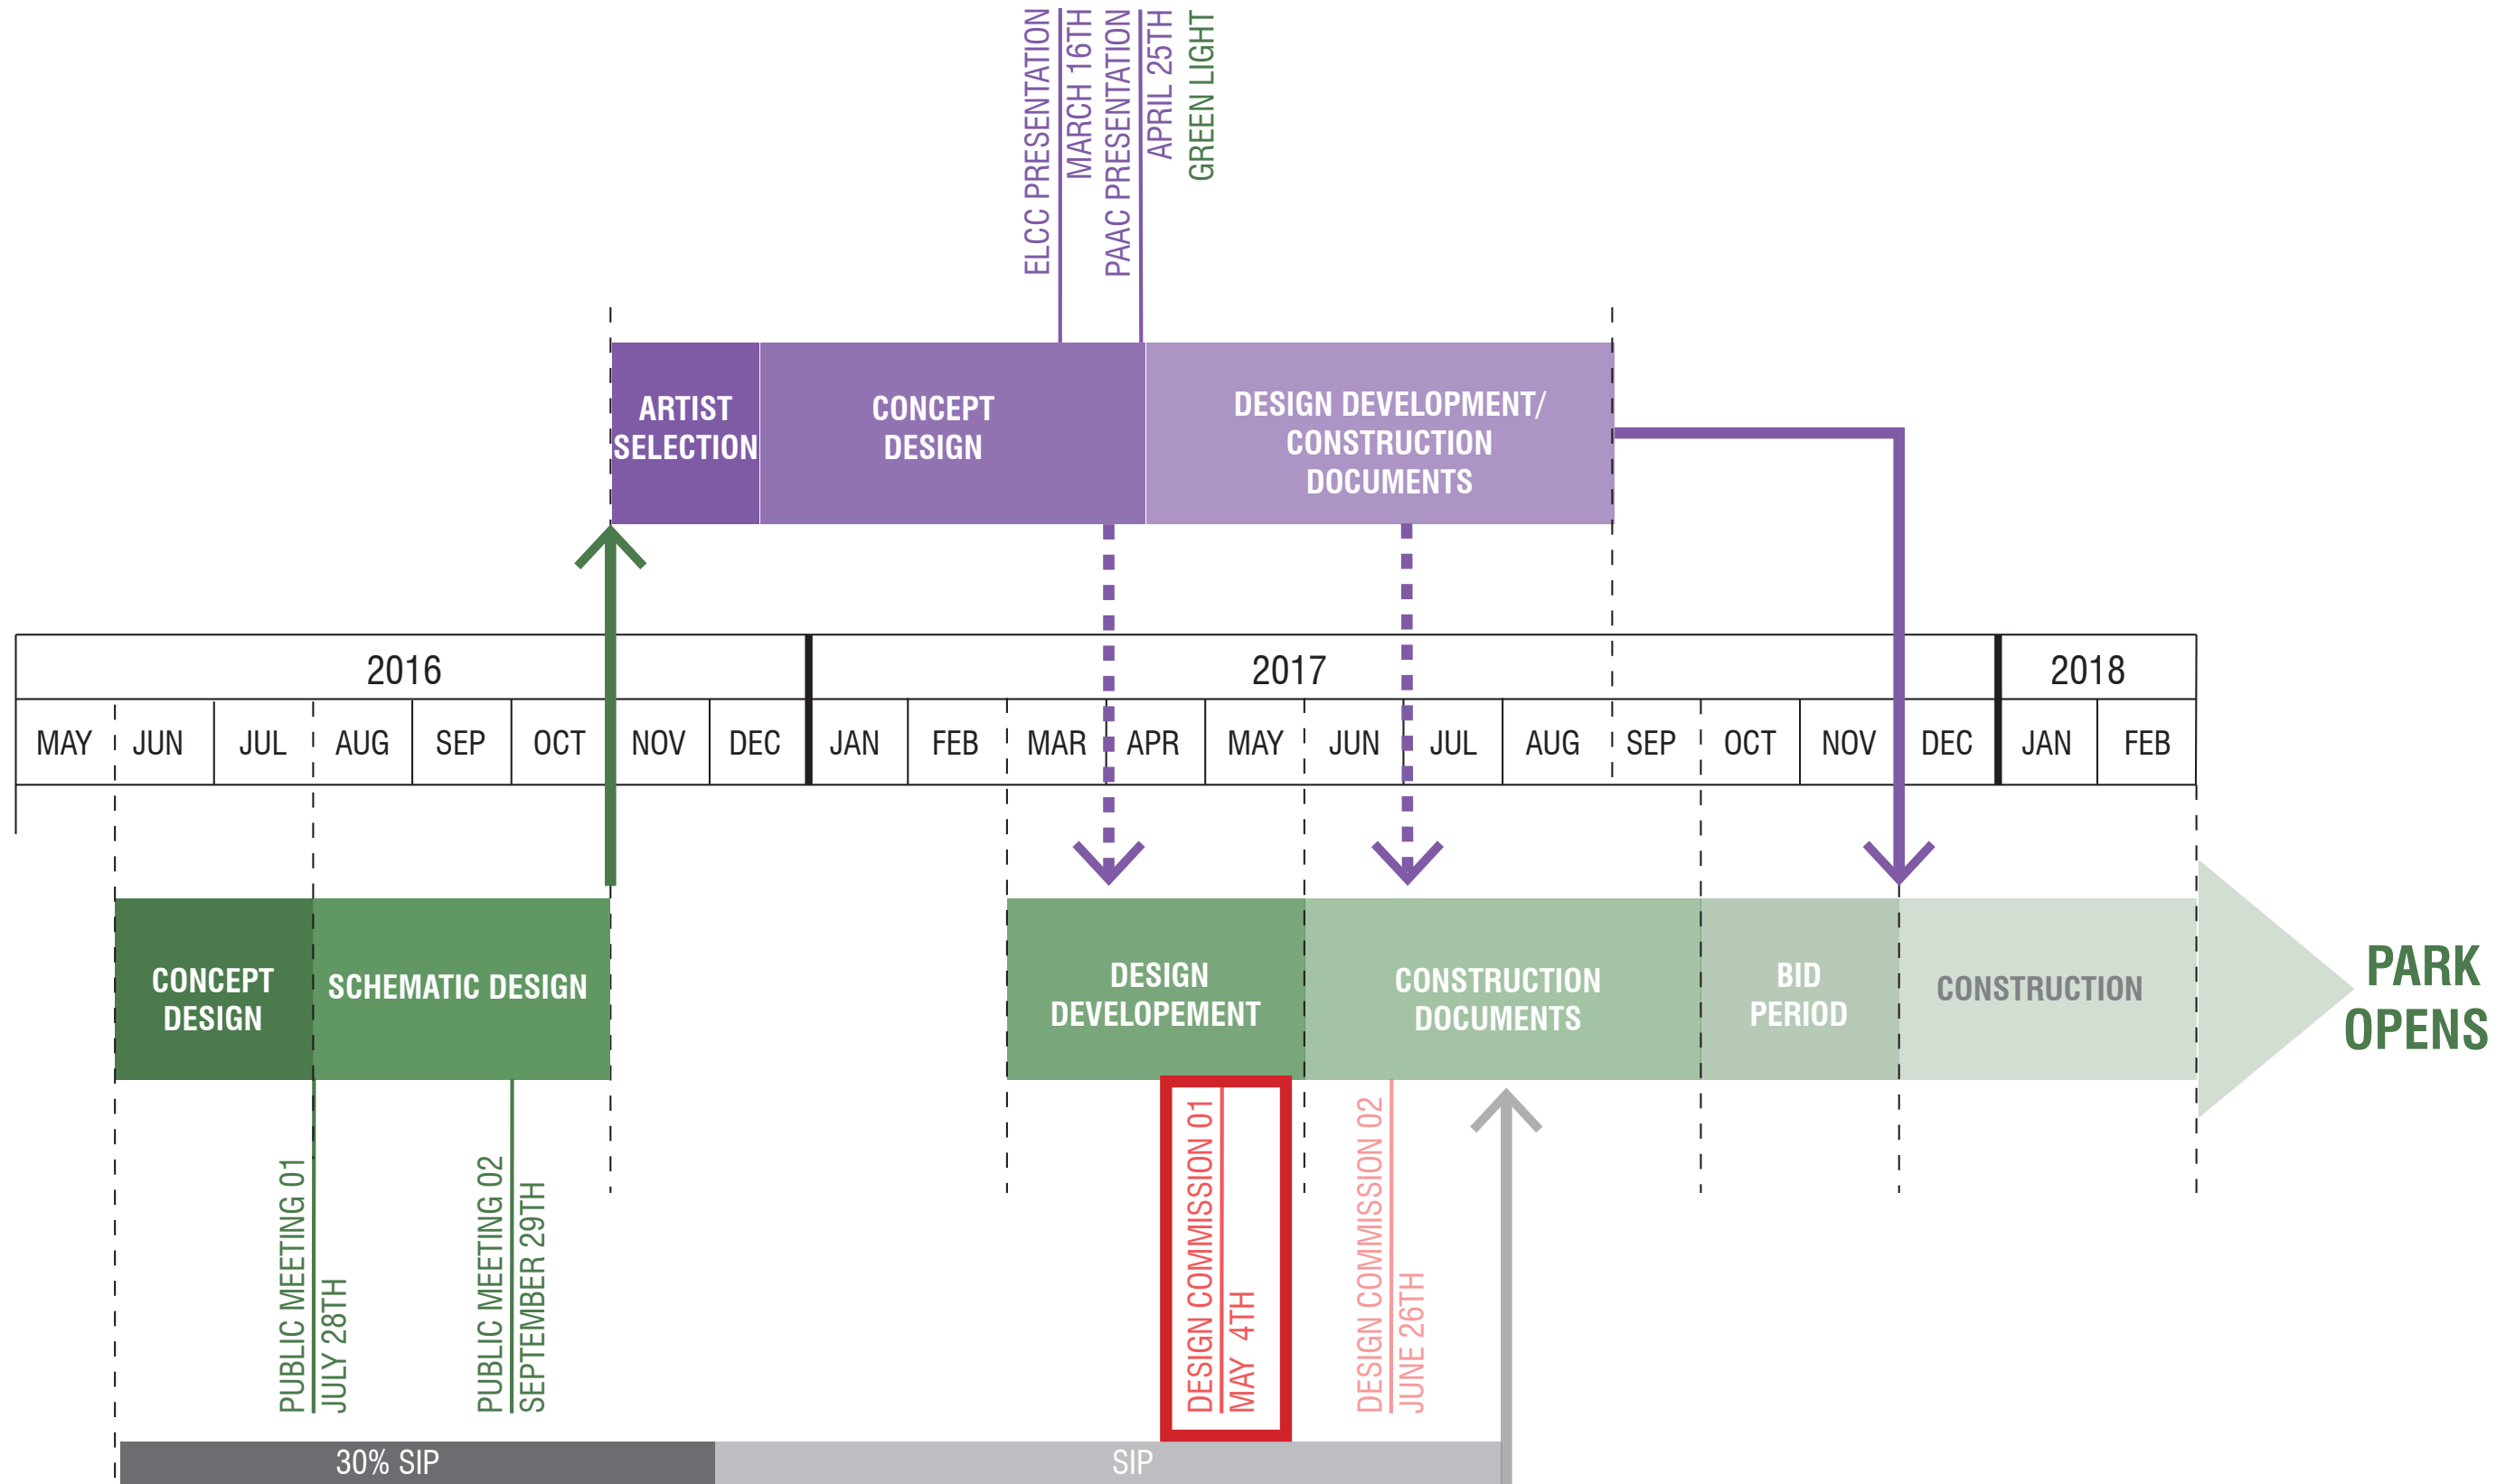 ELCC PRESENTATION
MARCH 16TH
PAAC PRESENTATION
APRIL 25TH
GREEN LIGHT
ARTIST
SELECTION
CONCEPT
DESIGN
DESIGN DEVELOPMENT/
CONSTRUCTION
DOCUMENTS
2016
2017
2018
MAY JUN JUL AUG SEP OCT NOV DEC JAN FEB MAR APR MAY JUN JUL AUG SEP OCT NOV DEC JAN FEB
CONCEPT
DESIGN
SCHEMATIC DESIGN
DESIGN
DEVELOPEMENT
CONSTRUCTION
DOCUMENTS
BID
PERIOD
CONSTRUCTION
PARK
OPENS
PUBLIC MEETING 01
JULY 28TH
PUBLIC MEETING 02
SEPTEMBER 29TH
DESIGN COMMISSION 01
MAY 4TH
DESIGN COMMISSION 02
JUNE 26TH
30% SIP
SIP